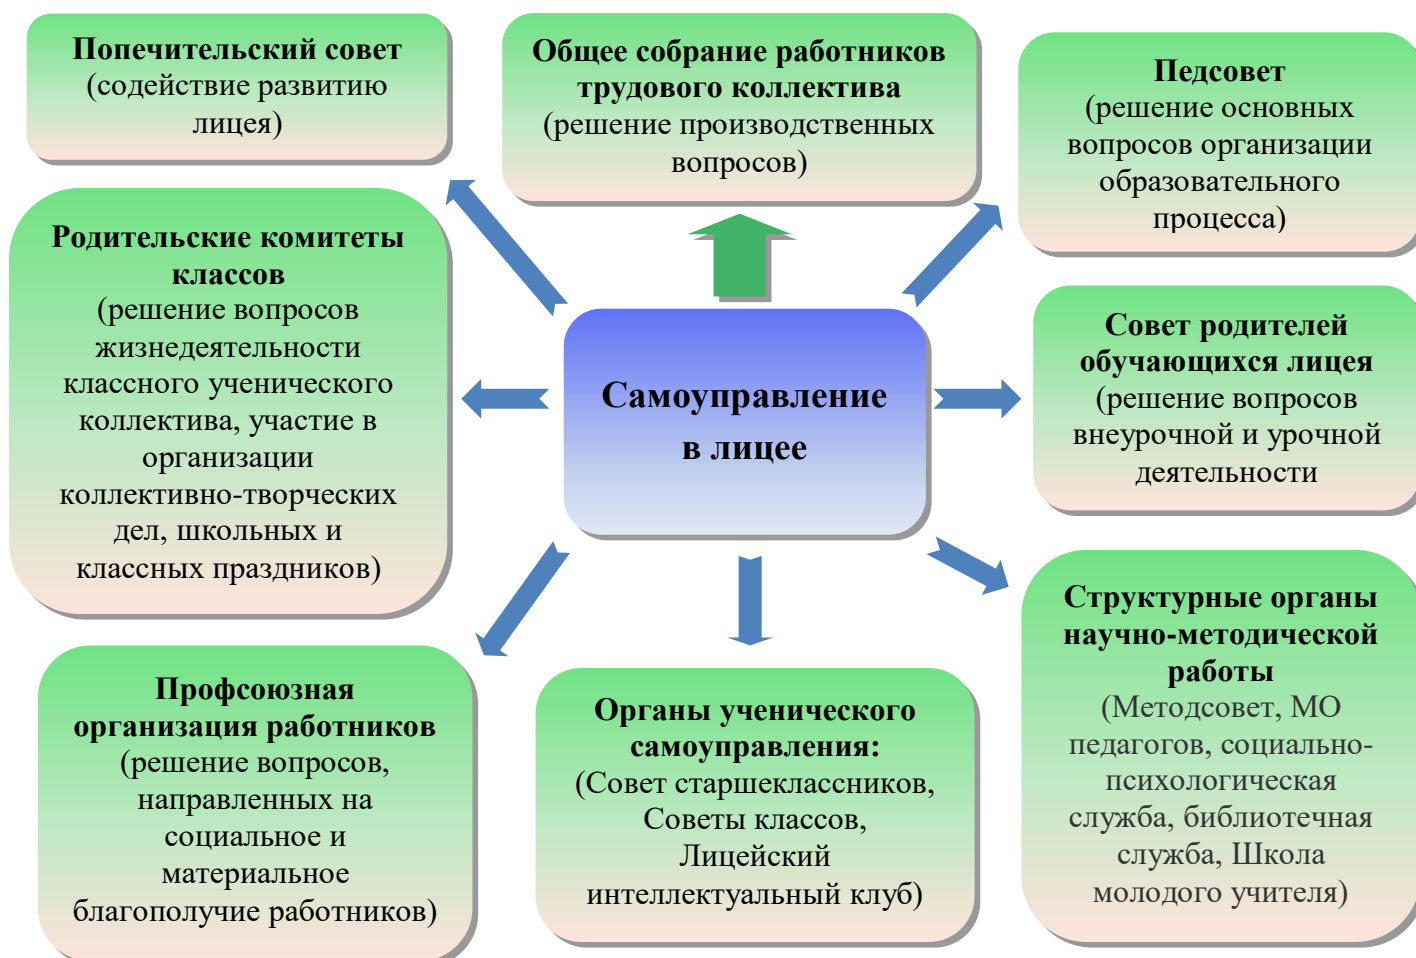 Попечительский совет
(содействие развитию
лицея)
Общее собрание работников
трудового коллектива
(решение производственных
вопросов)
Педсовет
(решение основных
вопросов организации
образовательного
процесса)
Родительские комитеты
классов
(решение вопросов
жизнедеятельности
классного ученического
коллектива, участие в
организации
коллективно-творческих
дел, школьных и
классных праздников)
Самоуправление
в лицее
Совет родителей
обучающихся лицея
(решение вопросов
внеурочной и урочной
деятельности
Профсоюзная
организация работников
(решение вопросов,
направленных на
социальное и
материальное
благополучие работников)
Органы ученического
самоуправления:
(Совет старшеклассников,
Советы классов,
Лицейский
интеллектуальный клуб)
Структурные органы
научно-методической
работы
(Методсовет, МО
педагогов, социально-
психологическая
служба, библиотечная
служба, Школа
молодого учителя)